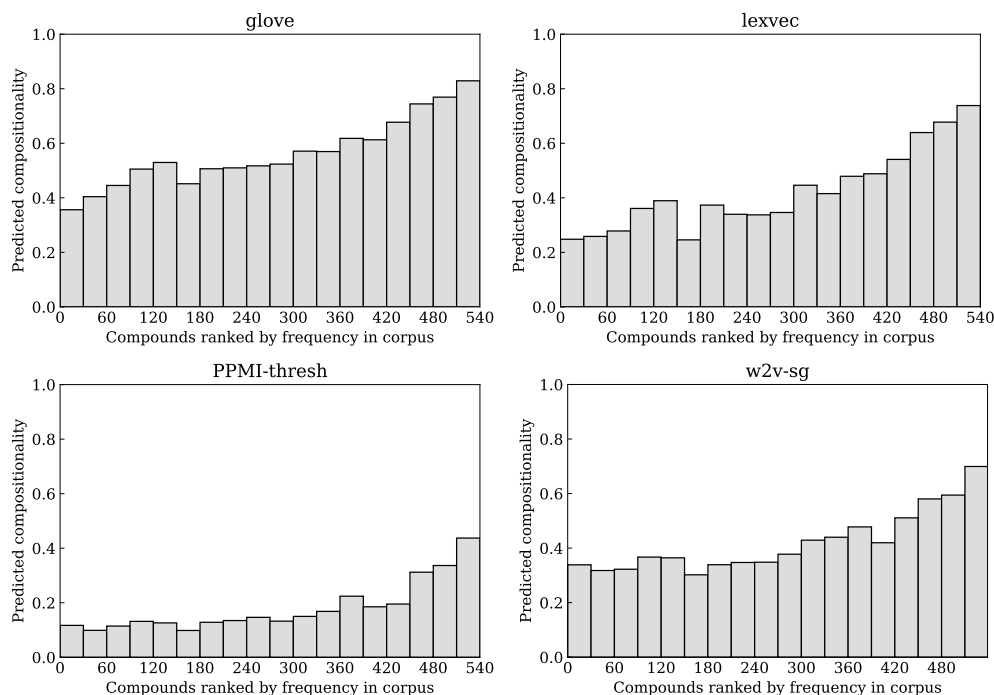 glove
1.0
0.8
0.6
0.4
0.2
0.0
Predicted compositionality
0 60 120 180 240 300 360 420 480 540
Compounds ranked by frequency in corpus
lexvec
1.0
0.8
0.6
0.4
0.2
0.0
Predicted compositionality
0 60 120 180 240 300 360 420 480 540
Compounds ranked by frequency in corpus
PPMI-thresh
1.0
0.8
0.6
0.4
0.2
0.0
Predicted compositionality
0 60 120 180 240 300 360 420 480 540
Compounds ranked by frequency in corpus
w2v-sg
1.0
0.8
0.6
0.4
0.2
0.0
Predicted compositionality
0 60 120 180 240 300 360 420 480
Compounds ranked by frequency in corpus